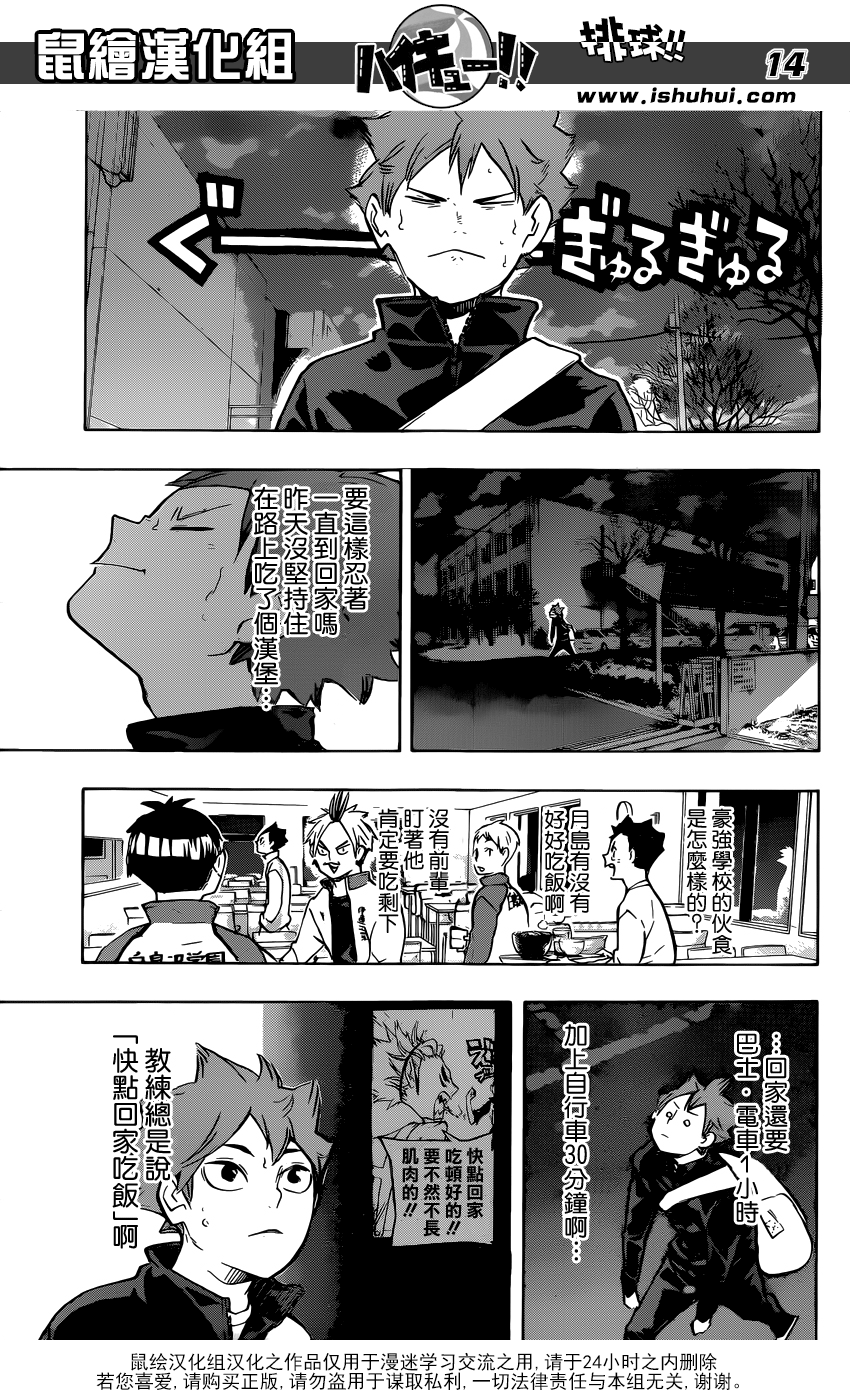 鼠繪漢化組
ハイキュー!!
排球!!
14
www.ishuhui.com
ぐー
ぎゅるぎゅる
要這樣忍著
一直到回家嗎
昨天沒堅持住
在路上吃了個漢堡…
豪強學校的伙食
是怎麼樣的?
月島有沒有
好好吃飯啊
沒有前輩
盯著他
肯定要吃剩下
…回家還要
巴士・電車1小時
加上自行車30分鐘啊…
快點回家
吃頓好的!!
要不然不長
肌肉的!!
教練總是說
「快點回家吃飯」啊
鼠绘汉化组汉化之作品仅用于漫迷学习交流之用,请于24小时之内删除
若您喜爱,请购买正版,请勿盗用于谋取私利,一切法律责任与本组无关,谢谢。